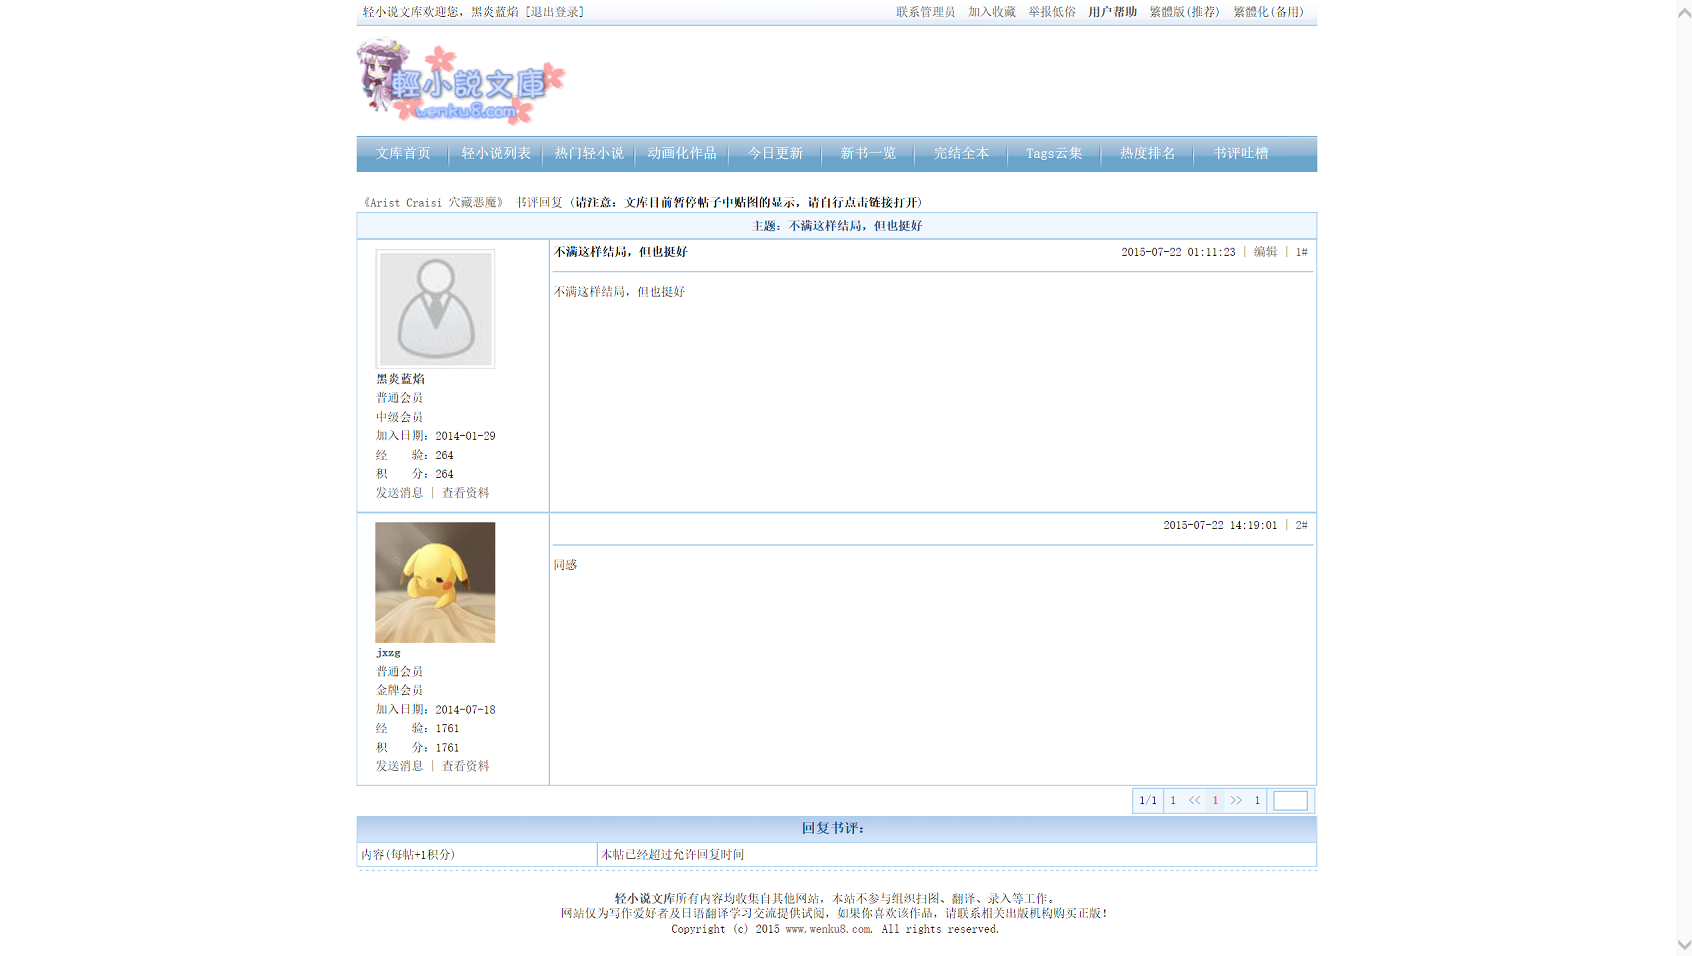 轻小说文库欢迎您，黑炎蓝焰 [退出登录]
联系管理员 加入收藏 举报低俗 用户帮助 繁體版(推荐) 繁體化(备用)
輕小説文庫
wenku8.com
文库首页 轻小说列表 热门轻小说 动画化作品 今日更新 新书一览 完结全本 Tags云集 热度排名 书评吐槽
《Arist Craisi 穴藏恶魔》 书评回复 (请注意：文库目前暂停帖子中贴图的显示，请自行点击链接打开)
主题：不满这样结局，但也挺好
不满这样结局，但也挺好
2015-07-22 01:11:23 | 编辑 | 1#
不满这样结局，但也挺好
黑炎蓝焰
普通会员
中级会员
加入日期：2014-01-29
经　　验：264
积　　分：264
发送消息 | 查看资料
2015-07-22 14:19:01 | 2#
同感
jxzg
普通会员
金牌会员
加入日期：2014-07-18
经　　验：1761
积　　分：1761
发送消息 | 查看资料
1/1 1 << 1 >> 1
回复书评：
内容(每帖+1积分) 本帖已经超过允许回复时间
轻小说文库所有内容均收集自其他网站，本站不参与组织扫图、翻译、录入等工作。
网站仅为写作爱好者及日语翻译学习交流提供试阅，如果你喜欢该作品，请联系相关出版机构购买正版！
Copyright (c) 2015 www.wenku8.com. All rights reserved.